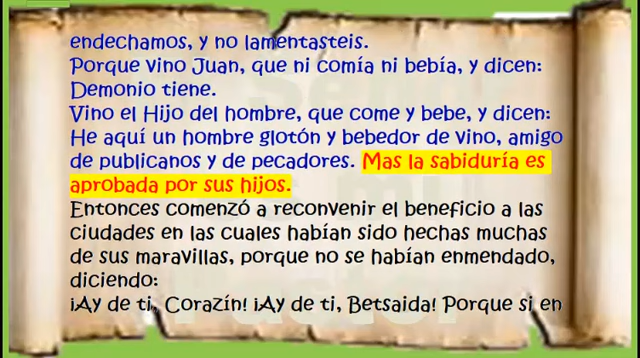 endechamos, y no lamentasteis.
Porque vino Juan, que ni comía ni bebía, y dicen:
Demonio tiene.
Vino el Hijo del hombre, que come y bebe, y dicen:
He aquí un hombre glotón y bebedor de vino, amigo
de publicanos y de pecadores. Mas la sabiduría es
aprobada por sus hijos.
Entonces comenzó a reconvenir el beneficio a las
ciudades en las cuales habían sido hechas muchas
de sus maravillas, porque no se habían enmendado,
diciendo:
¡Ay de ti, Corazín! ¡Ay de ti, Betsaida! Porque si en